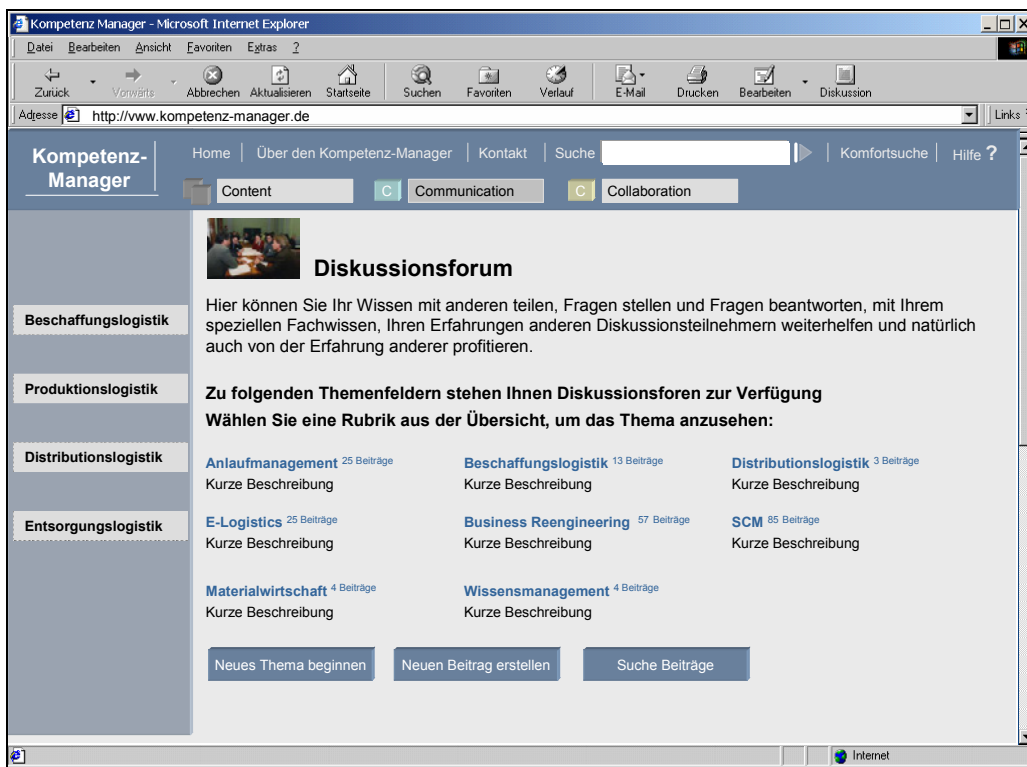 Kompetenz Manager - Microsoft Internet Explorer
Datei Bearbeiten Ansicht Favoriten Extras ?
Zurück Vorwärts Abbrechen Aktualisieren Startseite Suchen Favoriten Verlauf E-Mail Drucken Bearbeiten Diskussion
Adresse http://vww.kompetenz-manager.de Links
Kompetenz-
Manager
Home Über den Kompetenz-Manager Kontakt Suche Komfortsuche Hilfe ?
Content C Communication C Collaboration
Diskussionsforum
Hier können Sie Ihr Wissen mit anderen teilen, Fragen stellen und Fragen beantworten, mit Ihrem
speziellen Fachwissen, Ihren Erfahrungen anderen Diskussionsteilnehmern weiterhelfen und natürlich
auch von der Erfahrung anderer profitieren.
Beschaffungslogistik
Produktionslogistik
Distributionslogistik
Entsorgungslogistik
Zu folgenden Themenfeldern stehen Ihnen Diskussionsforen zur Verfügung
Wählen Sie eine Rubrik aus der Übersicht, um das Thema anzusehen:
Anlaufmanagement 25 Beiträge Beschaffungslogistik 13 Beiträge Distributionslogistik 3 Beiträge
Kurze Beschreibung Kurze Beschreibung Kurze Beschreibung
E-Logistics 25 Beiträge Business Reengineering 57 Beiträge SCM 85 Beiträge
Kurze Beschreibung Kurze Beschreibung Kurze Beschreibung
Materialwirtschaft 4 Beiträge Wissensmanagement 4 Beiträge
Kurze Beschreibung Kurze Beschreibung
Neues Thema beginnen Neuen Beitrag erstellen Suche Beiträge
Internet